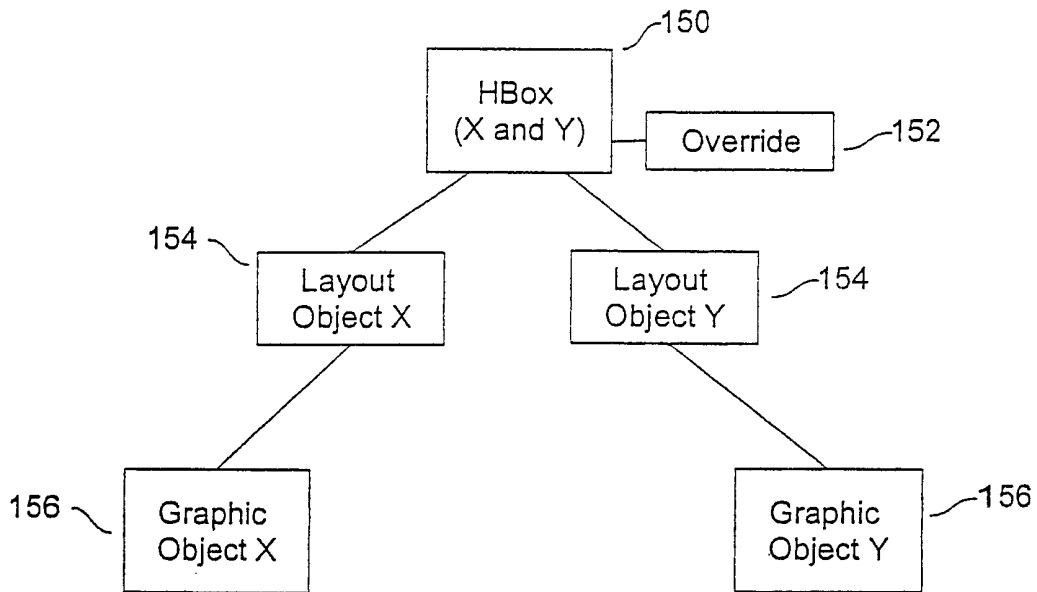 150
HBox
(X and Y)
Override
152
154
Layout
Object X
Layout
Object Y
154
156
Graphic
Object X
Graphic
Object Y
156